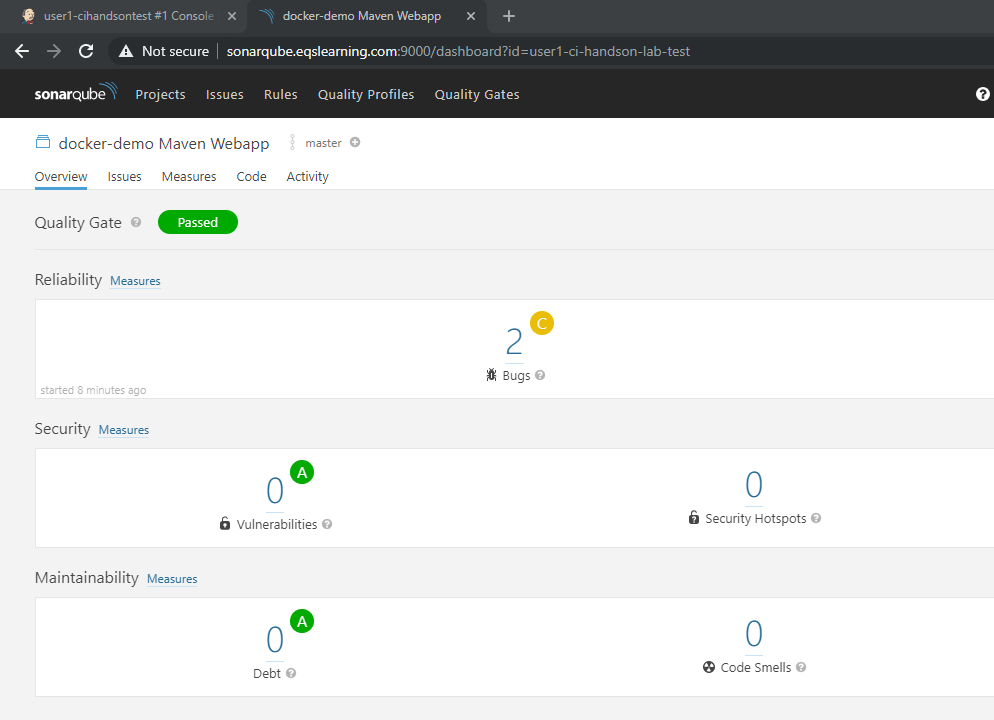 user1-cihandsontest #1 Console
docker-demo Maven Webapp
Not secure
sonarqube.eqslearning.com:9000/dashboard?id=user1-ci-handson-lab-test
sonarqube
Projects
Issues
Rules
Quality Profiles
Quality Gates
docker-demo Maven Webapp
master
Overview
Issues
Measures
Code
Activity
Quality Gate
Passed
Reliability
Measures
2
C
Bugs
started 8 minutes ago
Security
Measures
0
A
Vulnerabilities
0
Security Hotspots
Maintainability
Measures
0
A
Debt
0
Code Smells